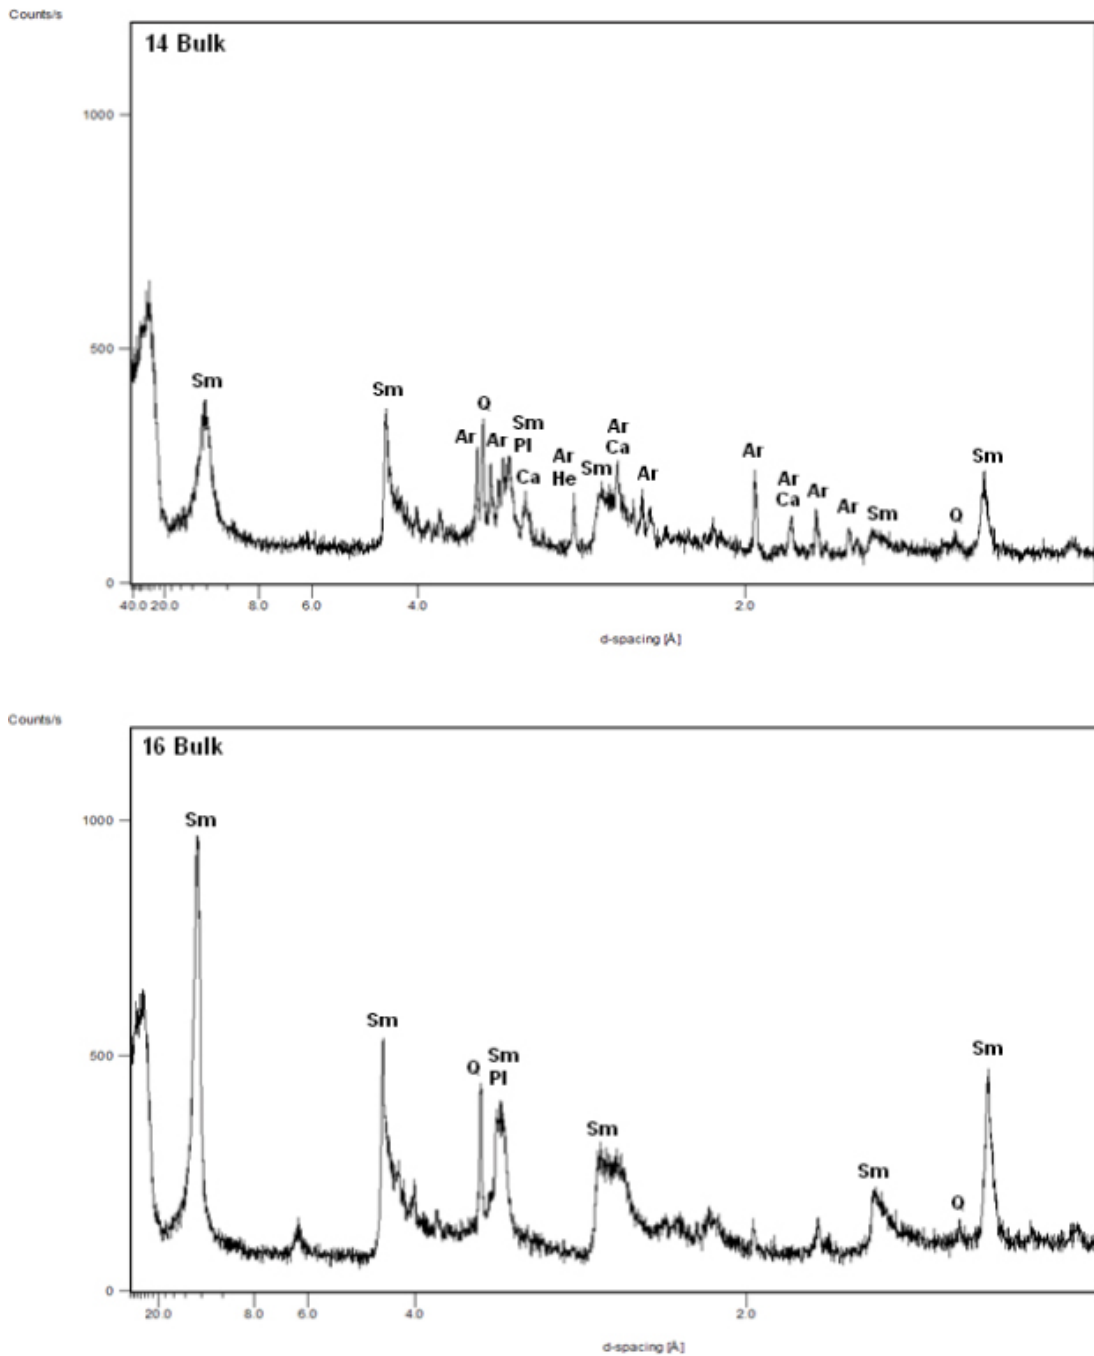 Counts/s
14 Bulk
1000
500
0
Sm
Sm
Ar
Q
Ar
Sm
Pl
Ca
Ar
He
Sm
Ar
Ca
Ar
Ar
Ar
Ca
Ar
Ar
Sm
Q
Sm
40.0 20.0 8.0 6.0 4.0 2.0
d-spacing [Å]
Counts/s
16 Bulk
1000
500
0
Sm
Sm
Q
Sm
Pl
Sm
Sm
Q
Sm
20.0 8.0 6.0 4.0 2.0
d-spacing [Å]